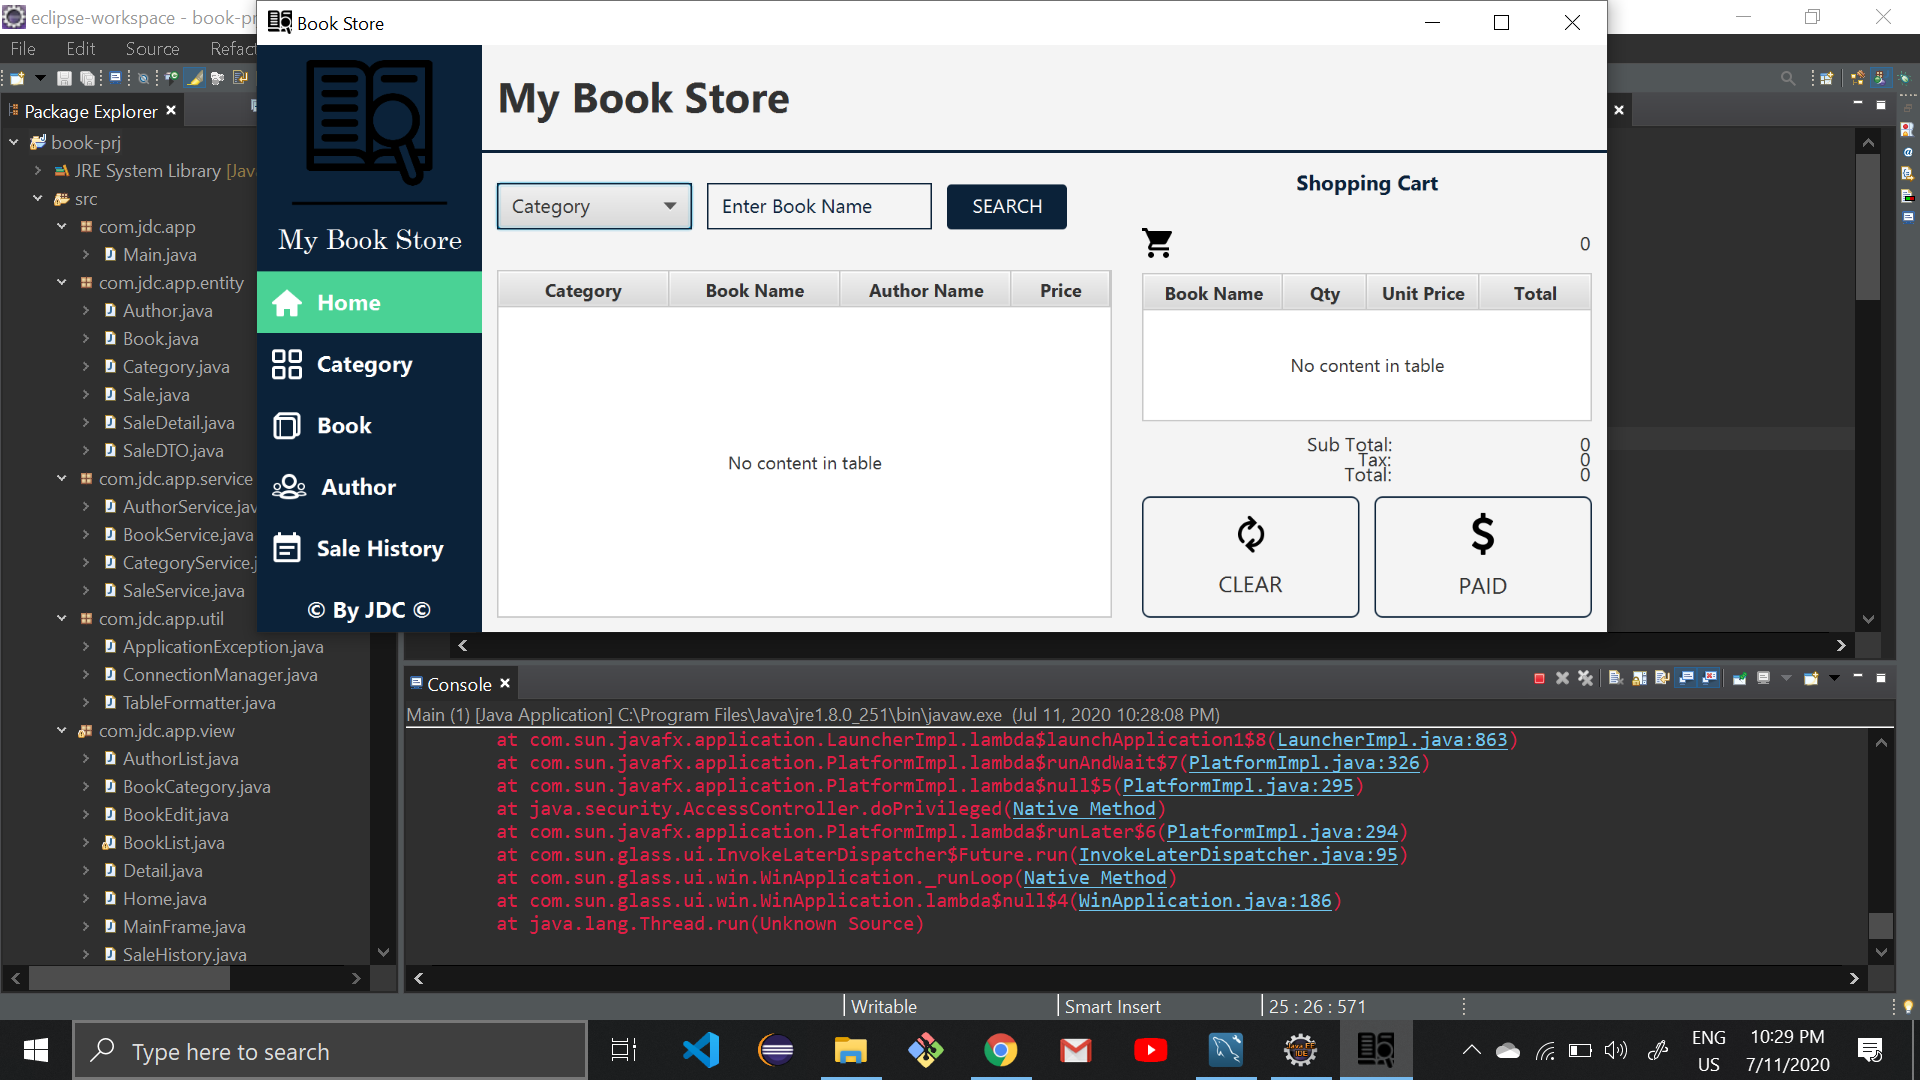 eclipse-workspace - book-pr
Book Store
File Edit Source Refact
Package Explorer
book-prj
JRE System Library [Jav
src
com.jdc.app
Main.java
com.jdc.app.entity
Author.java
Book.java
Category.java
Sale.java
SaleDetail.java
SaleDTO.java
com.jdc.app.service
AuthorService.jav
BookService.java
CategoryService.j
SaleService.java
com.jdc.app.util
ApplicationException.java
ConnectionManager.java
TableFormatter.java
com.jdc.app.view
AuthorList.java
BookCategory.java
BookEdit.java
BookList.java
Detail.java
Home.java
MainFrame.java
SaleHistory.java
My Book Store
Home
Category
Book
Author
Sale History
© By JDC ©
My Book Store
Category
Enter Book Name
SEARCH
Category Book Name Author Name Price
No content in table
Shopping Cart
0
Book Name Qty Unit Price Total
No content in table
Sub Total: 0
Tax: 0
Total: 0
CLEAR
PAID
Console
Main (1) [Java Application] C:\Program Files\Java\jre1.8.0_251\bin\javaw.exe (Jul 11, 2020 10:28:08 PM)
at com.sun.javafx.application.LauncherImpl.lambda$launchApplication1$8(LauncherImpl.java:863)
at com.sun.javafx.application.PlatformImpl.lambda$runAndWait$7(PlatformImpl.java:326)
at com.sun.javafx.application.PlatformImpl.lambda$null$5(PlatformImpl.java:295)
at java.security.AccessController.doPrivileged(Native Method)
at com.sun.javafx.application.PlatformImpl.lambda$runLater$6(PlatformImpl.java:294)
at com.sun.glass.ui.InvokeLaterDispatcher$Future.run(InvokeLaterDispatcher.java:95)
at com.sun.glass.ui.win.WinApplication._runLoop(Native Method)
at com.sun.glass.ui.win.WinApplication.lambda$null$4(WinApplication.java:186)
at java.lang.Thread.run(Unknown Source)
Writable Smart Insert 25 : 26 : 571
Type here to search
ENG
US
10:29 PM
7/11/2020